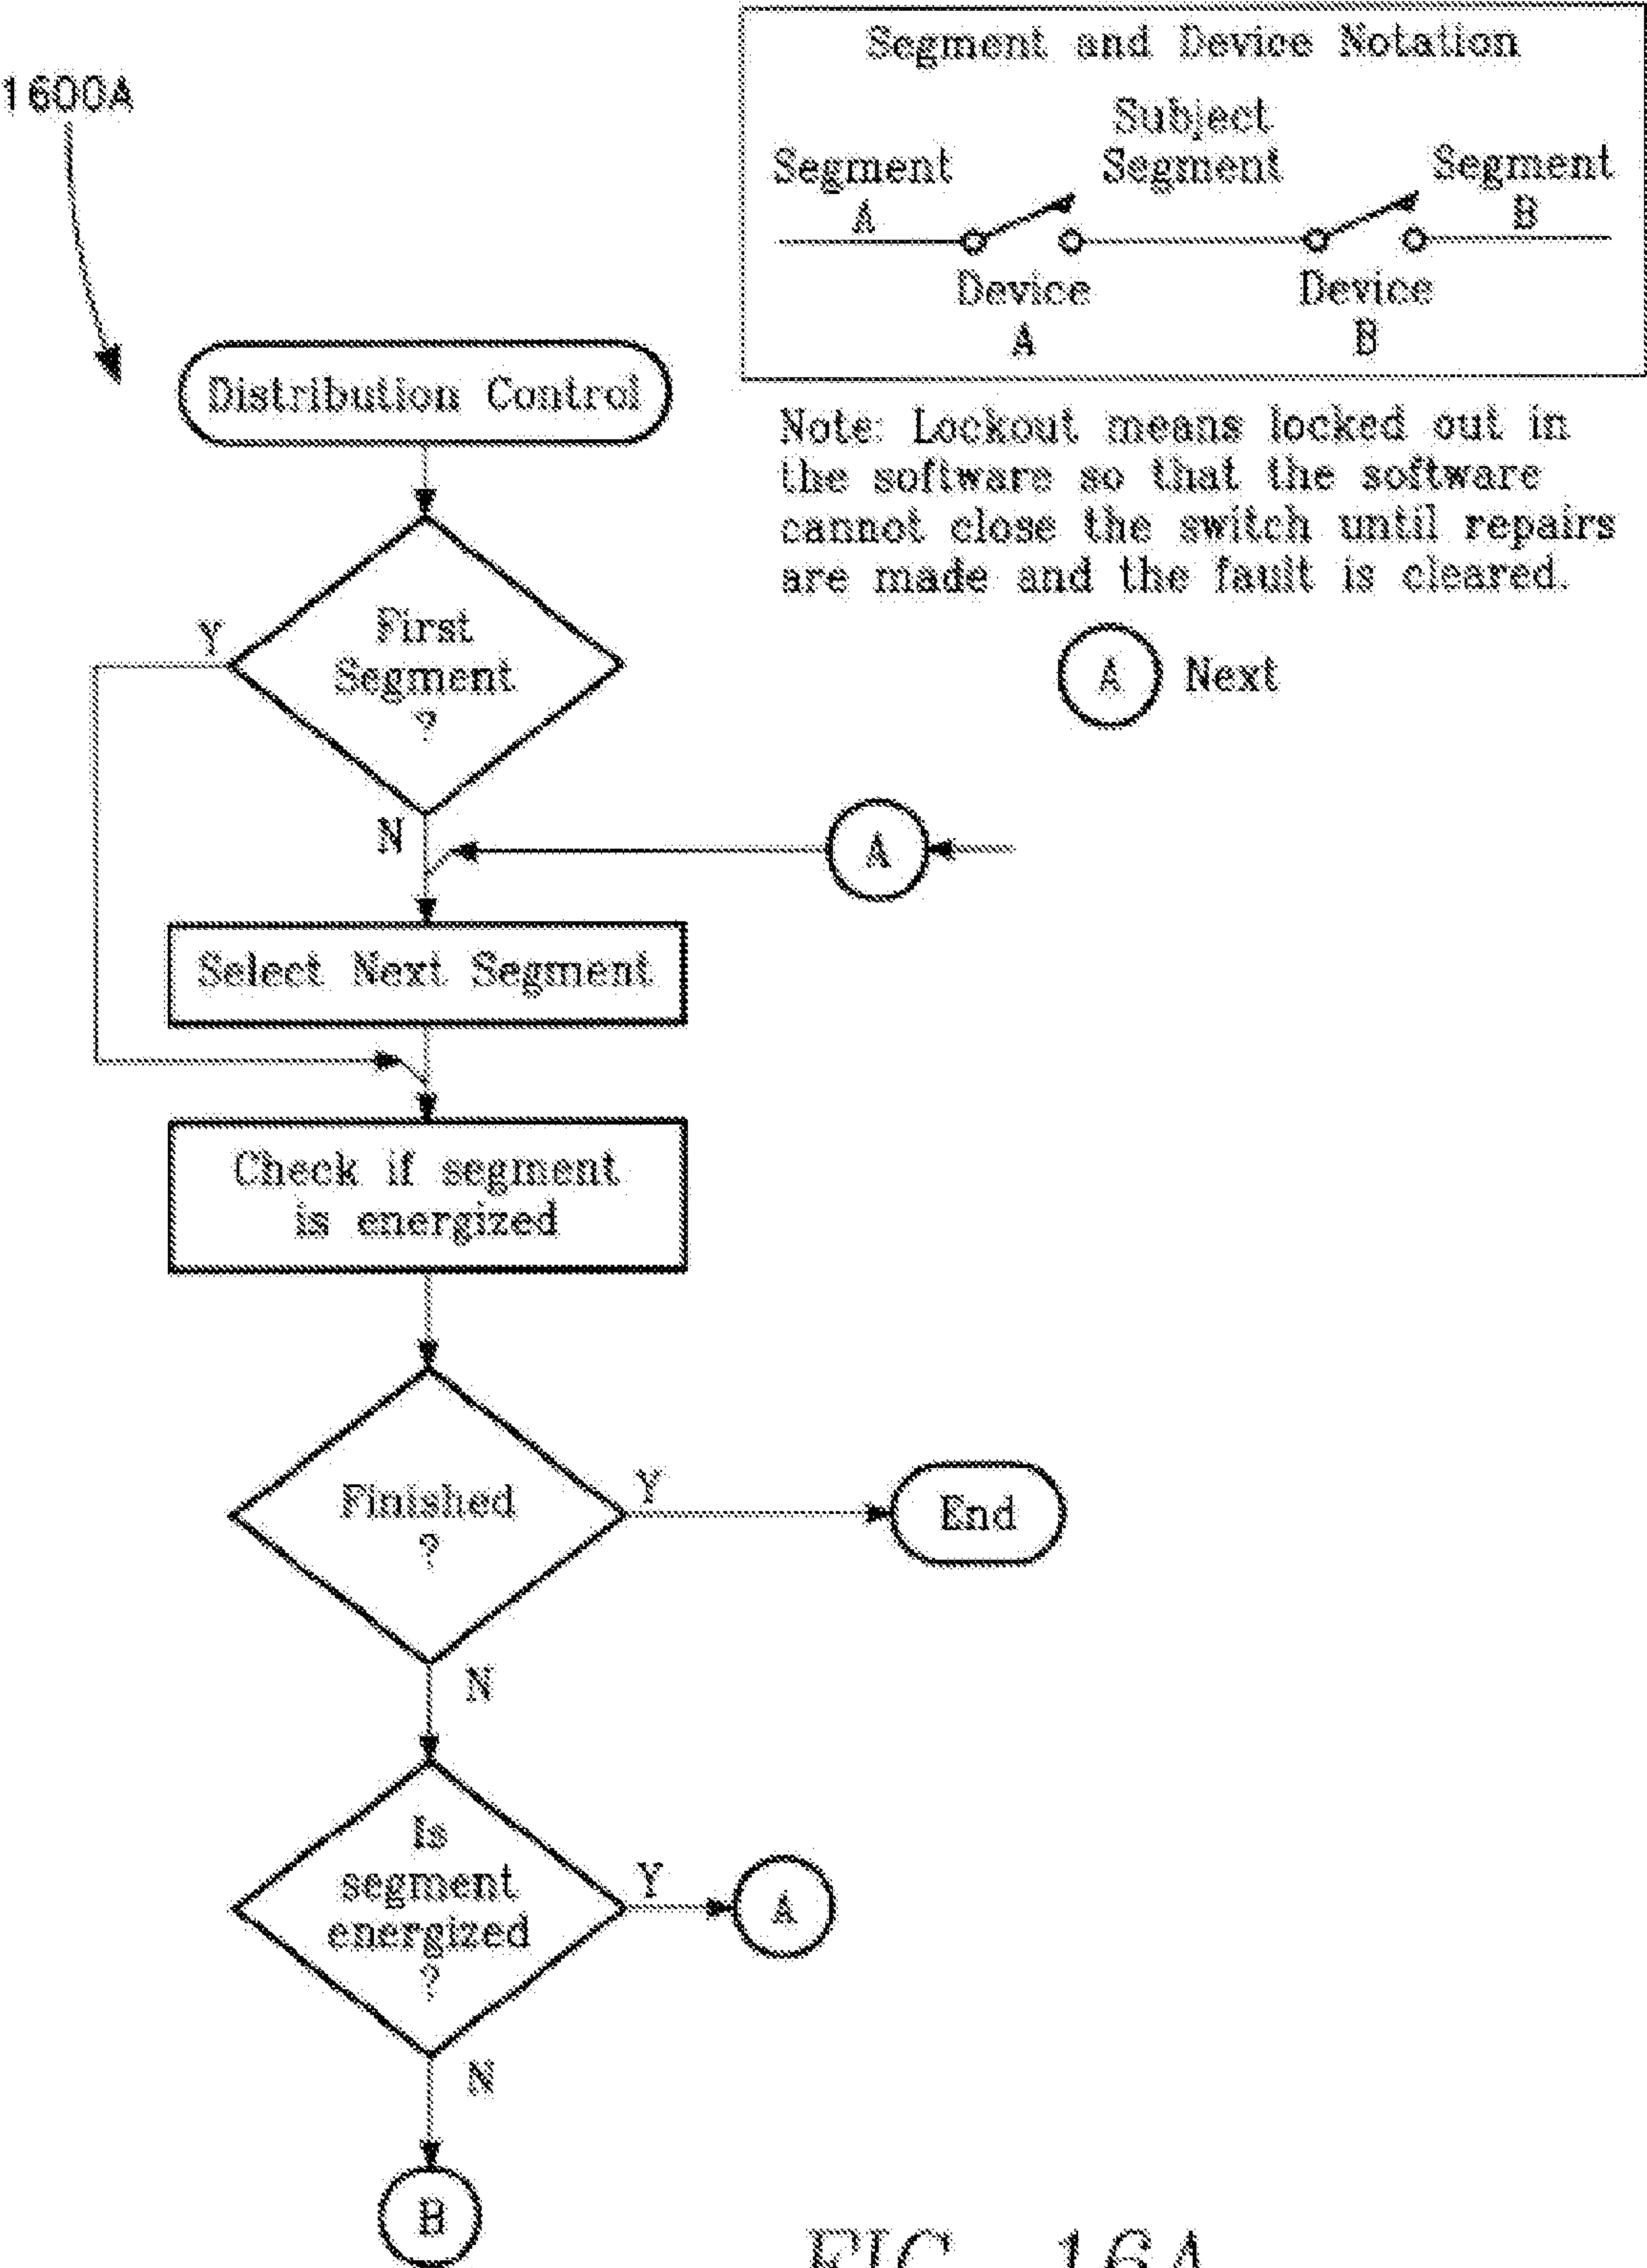 1600A
Segment and Device Notation
Subject
Segment Segment Segment
A B
Device Device
A B
Note: Lockout means locked out in
the software so that the software
cannot close the switch until repairs
are made and the fault is cleared.
A Next
Distribution Control
First
Segment
?
Y
N
A
Select Next Segment
Check if segment
is energized
Finished
?
Y
End
N
Is
segment
energized
?
Y
A
N
B
FIG. 16A